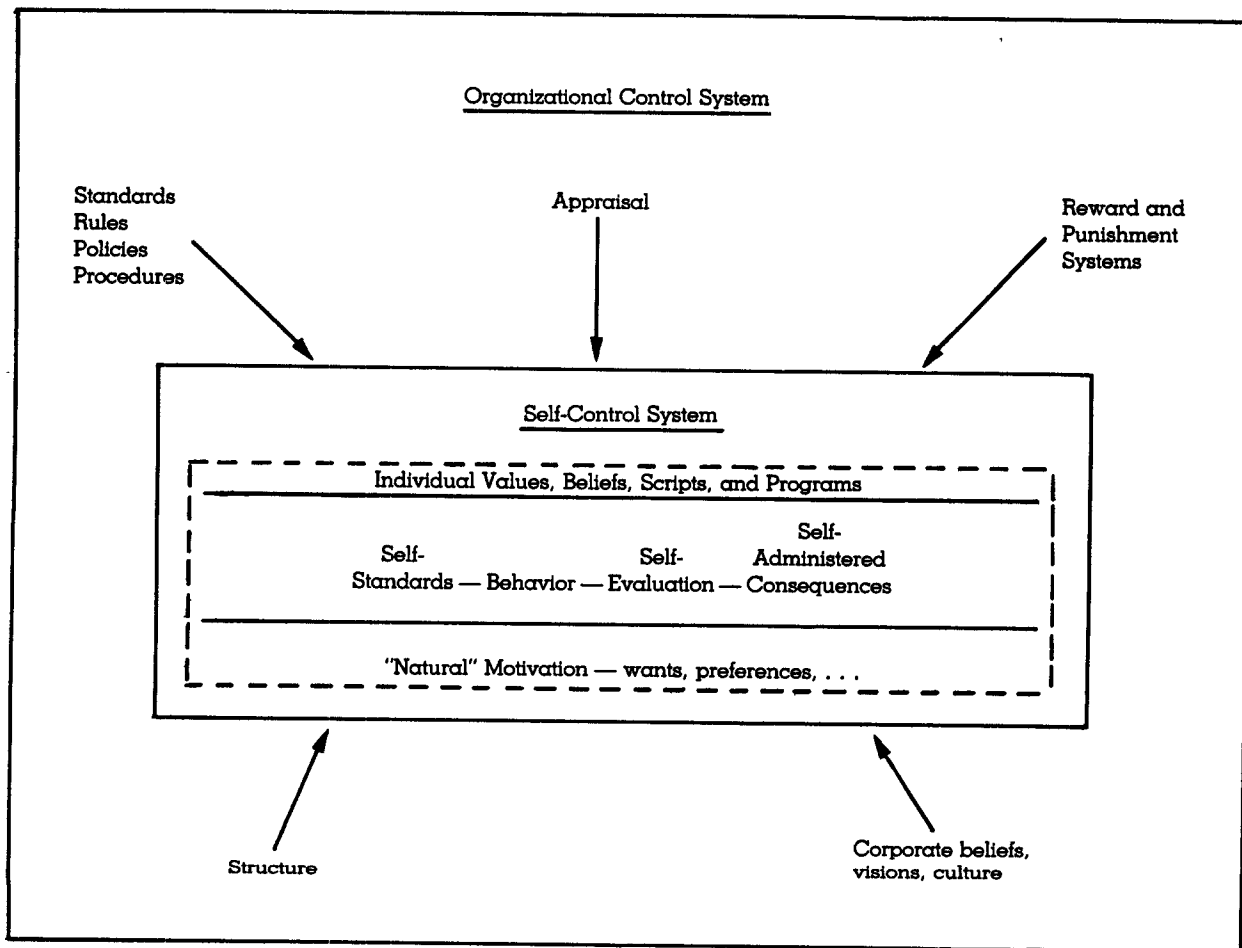 Organizational Control System
Standards
Rules
Policies
Procedures
Appraisal
Reward and
Punishment
Systems
Self-Control System
Individual Values, Beliefs, Scripts, and Programs
Self-
Self-
Self-
Administered
Standards — Behavior — Evaluation — Consequences
"Natural" Motivation — wants, preferences, . . .
Structure
Corporate beliefs,
visions, culture